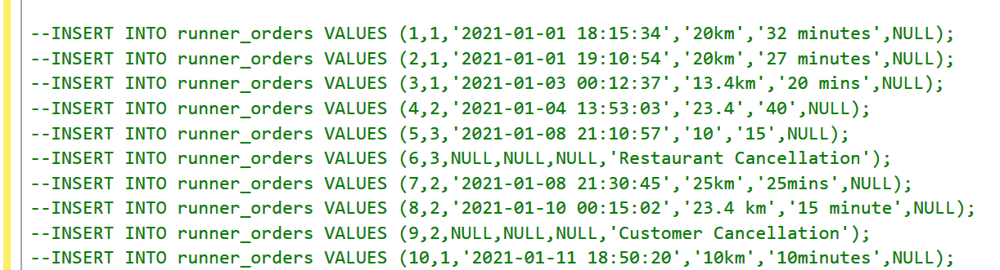 --INSERT INTO runner_orders VALUES (1,1,'2021-01-01 18:15:34','20km','32 minutes',NULL);
--INSERT INTO runner_orders VALUES (2,1,'2021-01-01 19:10:54','20km','27 minutes',NULL);
--INSERT INTO runner_orders VALUES (3,1,'2021-01-03 00:12:37','13.4km','20 mins',NULL);
--INSERT INTO runner_orders VALUES (4,2,'2021-01-04 13:53:03','23.4','40',NULL);
--INSERT INTO runner_orders VALUES (5,3,'2021-01-08 21:10:57','10','15',NULL);
--INSERT INTO runner_orders VALUES (6,3,NULL,NULL,NULL,'Restaurant Cancellation');
--INSERT INTO runner_orders VALUES (7,2,'2021-01-08 21:30:45','25km','25mins',NULL);
--INSERT INTO runner_orders VALUES (8,2,'2021-01-10 00:15:02','23.4 km','15 minute',NULL);
--INSERT INTO runner_orders VALUES (9,2,NULL,NULL,NULL,'Customer Cancellation');
--INSERT INTO runner_orders VALUES (10,1,'2021-01-11 18:50:20','10km','10minutes',NULL);